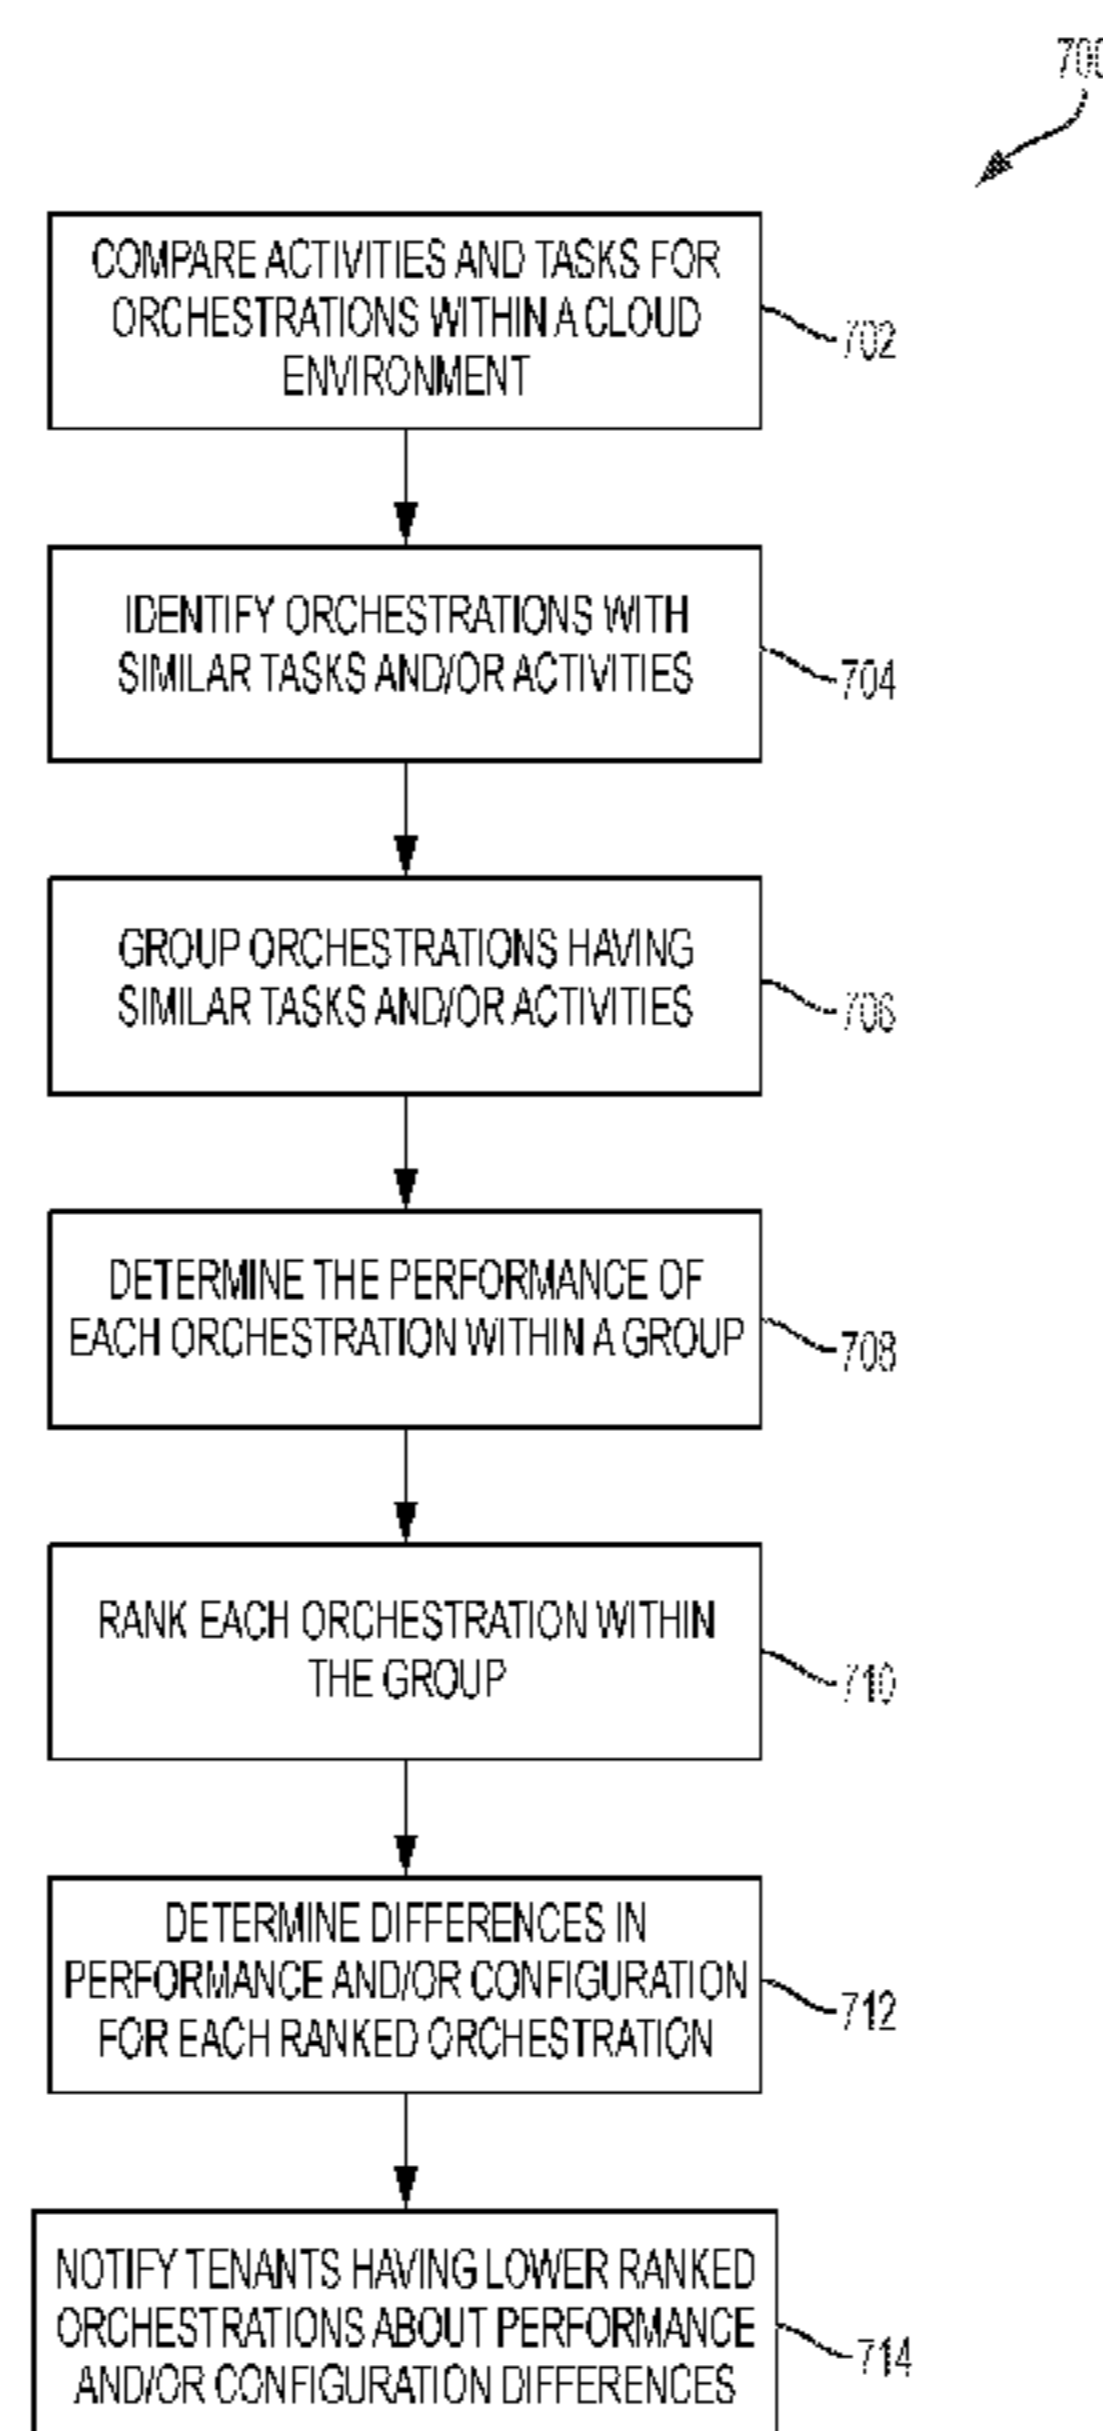 700
COMPARE ACTIVITIES AND TASKS FOR
ORCHESTRATIONS WITHIN A CLOUD
ENVIRONMENT
702
IDENTIFY ORCHESTRATIONS WITH
SIMILAR TASKS AND/OR ACTIVITIES
704
GROUP ORCHESTRATIONS HAVING
SIMILAR TASKS AND/OR ACTIVITIES
706
DETERMINE THE PERFORMANCE OF
EACH ORCHESTRATION WITHIN A GROUP
708
RANK EACH ORCHESTRATION WITHIN
THE GROUP
710
DETERMINE DIFFERENCES IN
PERFORMANCE AND/OR CONFIGURATION
FOR EACH RANKED ORCHESTRATION
712
NOTIFY TENANTS HAVING LOWER RANKED
ORCHESTRATIONS ABOUT PERFORMANCE
AND/OR CONFIGURATION DIFFERENCES
714